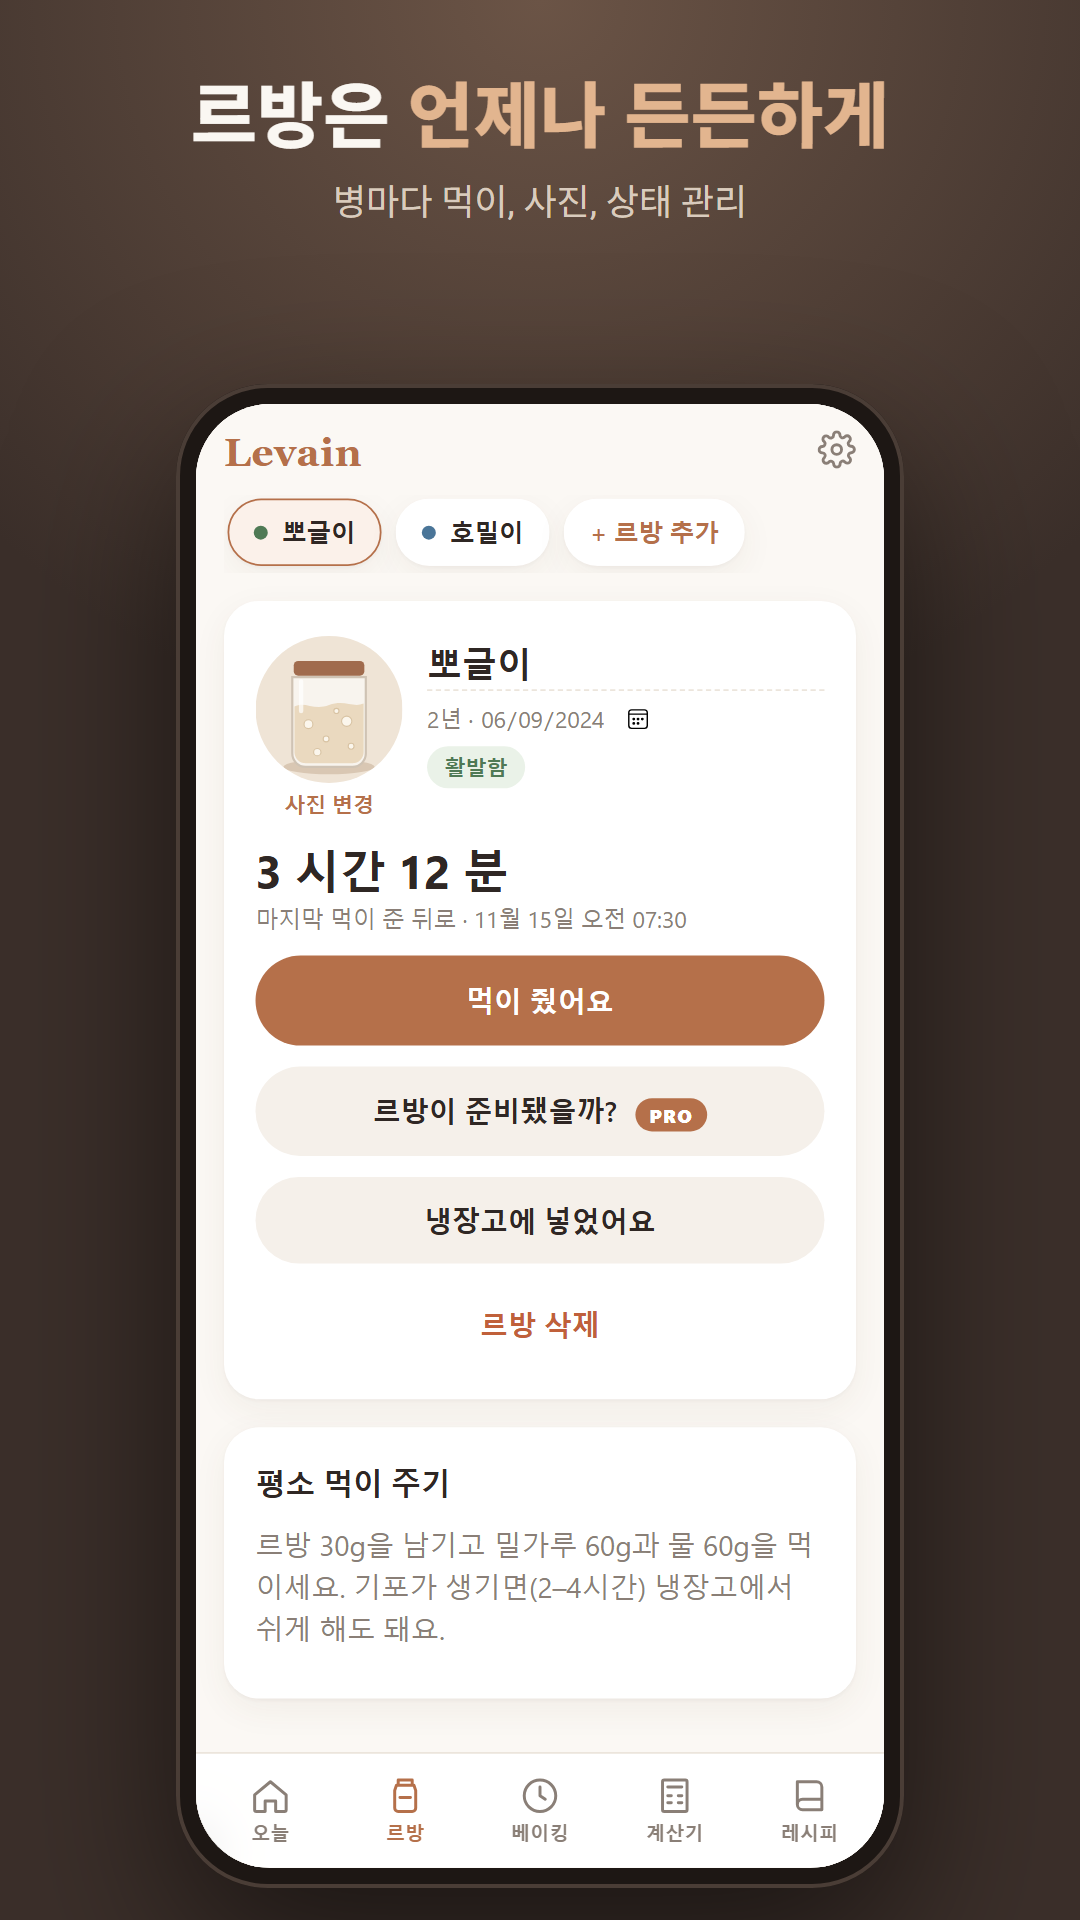 르방은 언제나 든든하게
병마다 먹이, 사진, 상태 관리
Levain
뽀글이
호밀이
+ 르방 추가
뽀글이
2년 · 06/09/2024
활발함
사진 변경
3 시간 12 분
마지막 먹이 준 뒤로 · 11월 15일 오전 07:30
먹이 줬어요
르방이 준비됐을까? PRO
냉장고에 넣었어요
르방 삭제
평소 먹이 주기
르방 30g을 남기고 밀가루 60g과 물 60g을 먹
이세요. 기포가 생기면(2–4시간) 냉장고에서
쉬게 해도 돼요.
오늘
르방
베이킹
계산기
레시피